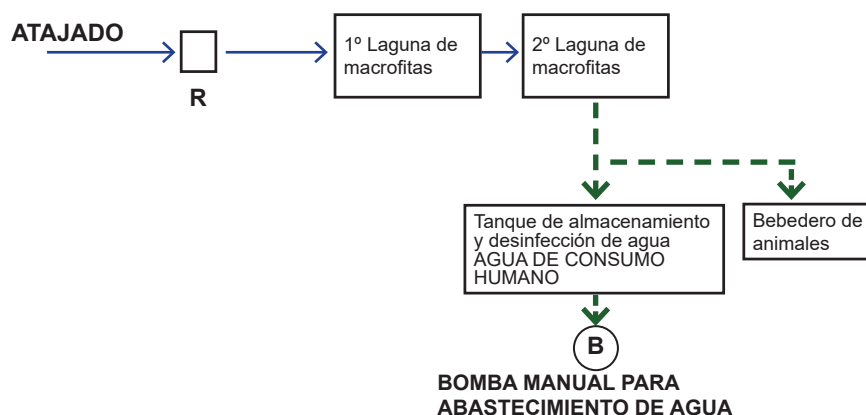 ATAJADO
R
1º Laguna de
macrofitas
2º Laguna de
macrofitas
Tanque de almacenamiento
y desinfección de agua
AGUA DE CONSUMO
HUMANO
Bebedero de
animales
B
BOMBA MANUAL PARA
ABASTECIMIENTO DE AGUA